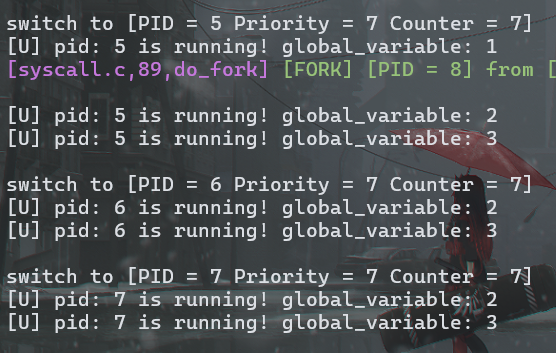 switch to [PID = 5 Priority = 7 Counter = 7]
[U] pid: 5 is running! global_variable: 1
[syscall.c,89,do_fork] [FORK] [PID = 8] from [
[U] pid: 5 is running! global_variable: 2
[U] pid: 5 is running! global_variable: 3
switch to [PID = 6 Priority = 7 Counter = 7]
[U] pid: 6 is running! global_variable: 2
[U] pid: 6 is running! global_variable: 3
switch to [PID = 7 Priority = 7 Counter = 7]
[U] pid: 7 is running! global_variable: 2
[U] pid: 7 is running! global_variable: 3